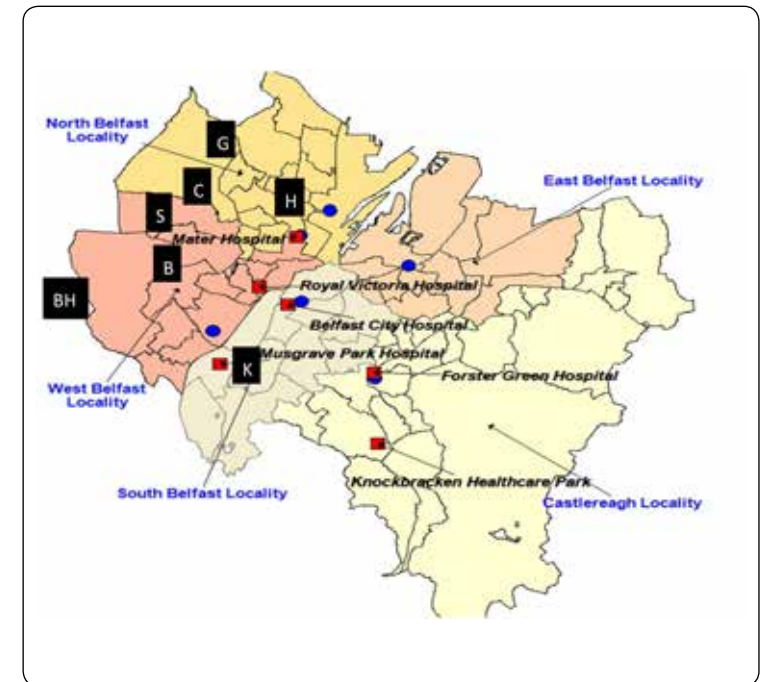 North Belfast
Locality
G
C
H
East Belfast Locality
S
Mater Hospital
B
BH
Royal Victoria Hospital
Belfast City Hospital
Musgrave Park Hospital
K
Forster Green Hospital
West Belfast
Locality
Knockbracken Healthcare Park
South Belfast Locality
Castlereagh Locality